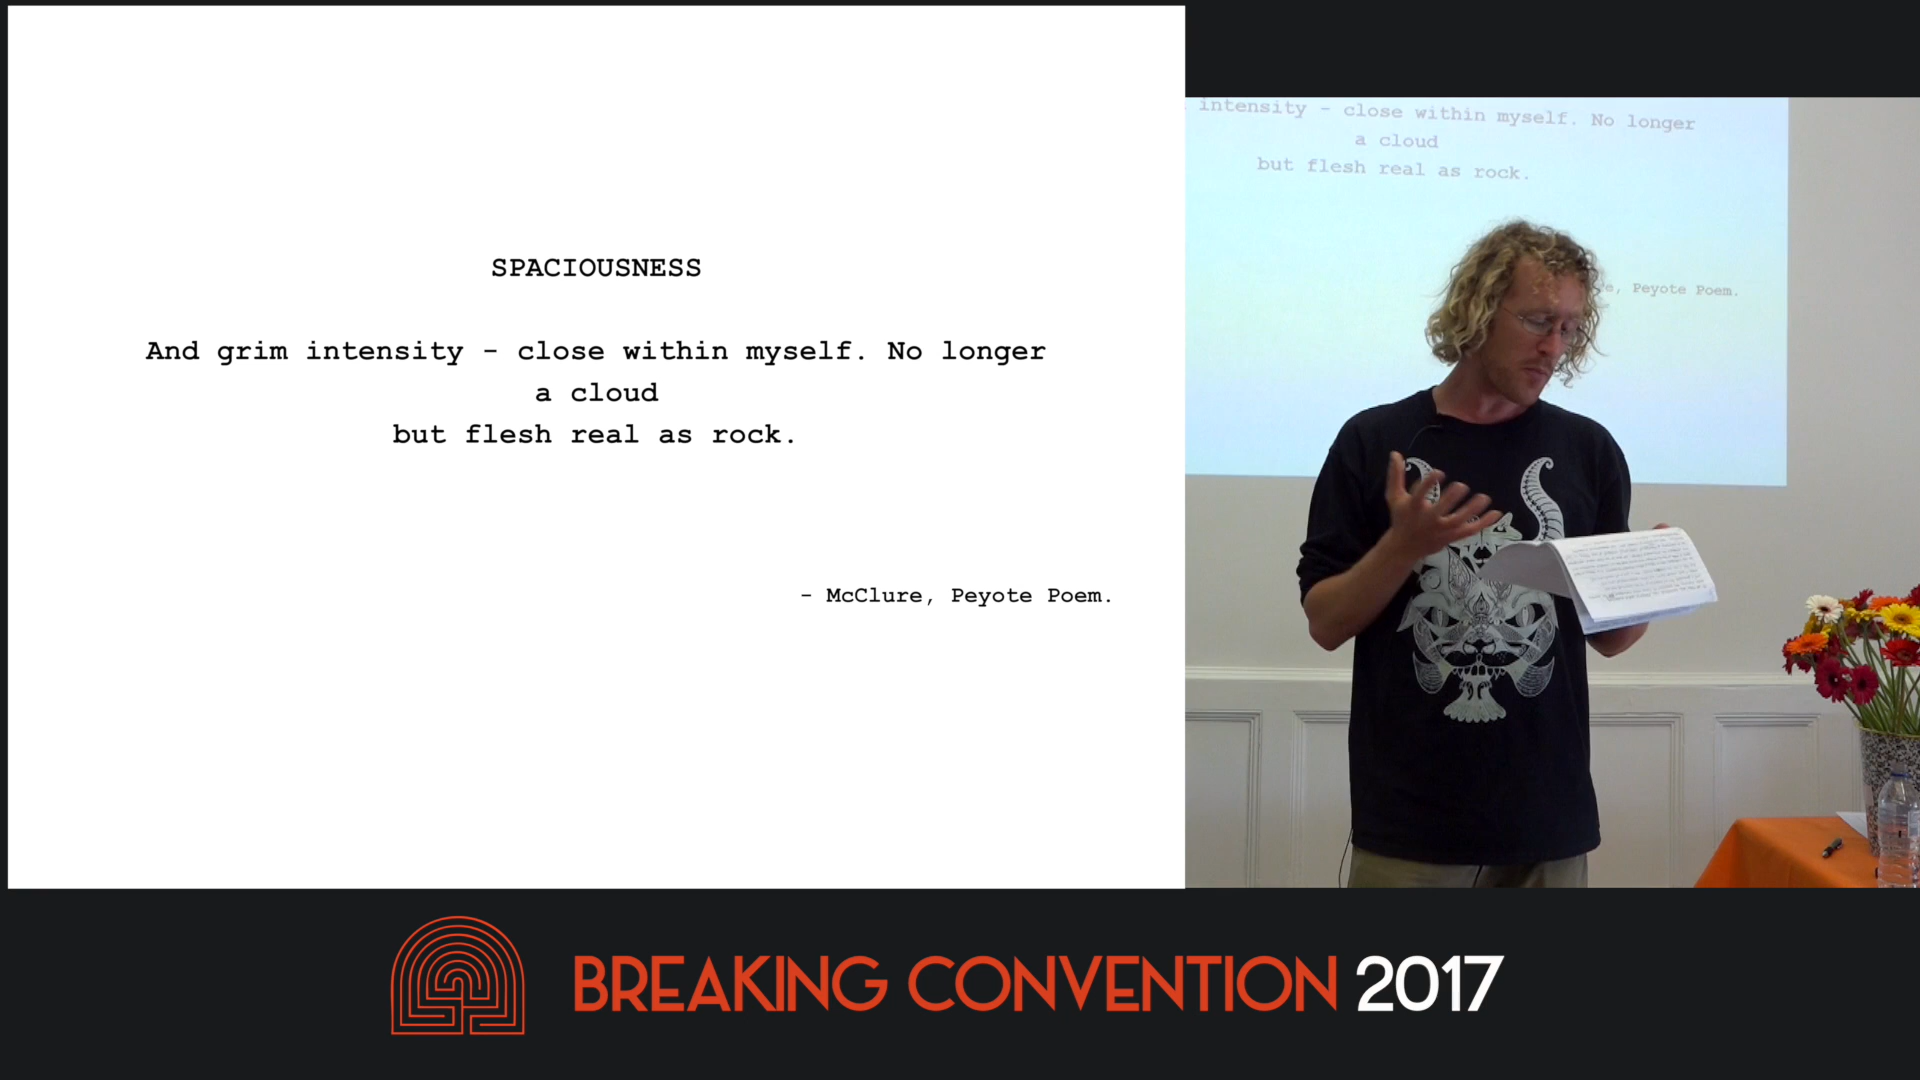 SPACIOUSNESS
And grim intensity - close within myself. No longer
a cloud
but flesh real as rock.
- McClure, Peyote Poem.
intensity - close within myself. No longer
a cloud
but flesh real as rock.
Peyote Poem.
BREAKING CONVENTION 2017